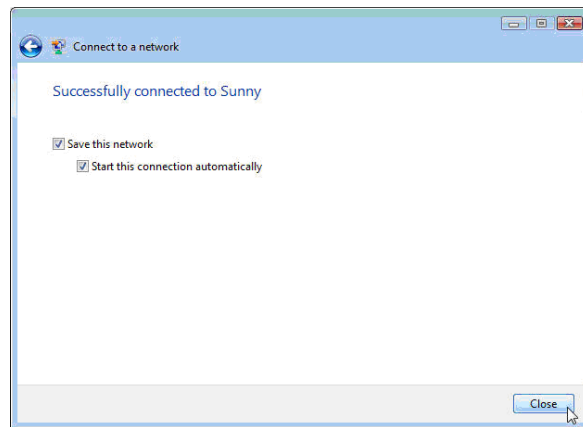 Connect to a network
Successfully connected to Sunny
Save this network
Start this connection automatically
Close